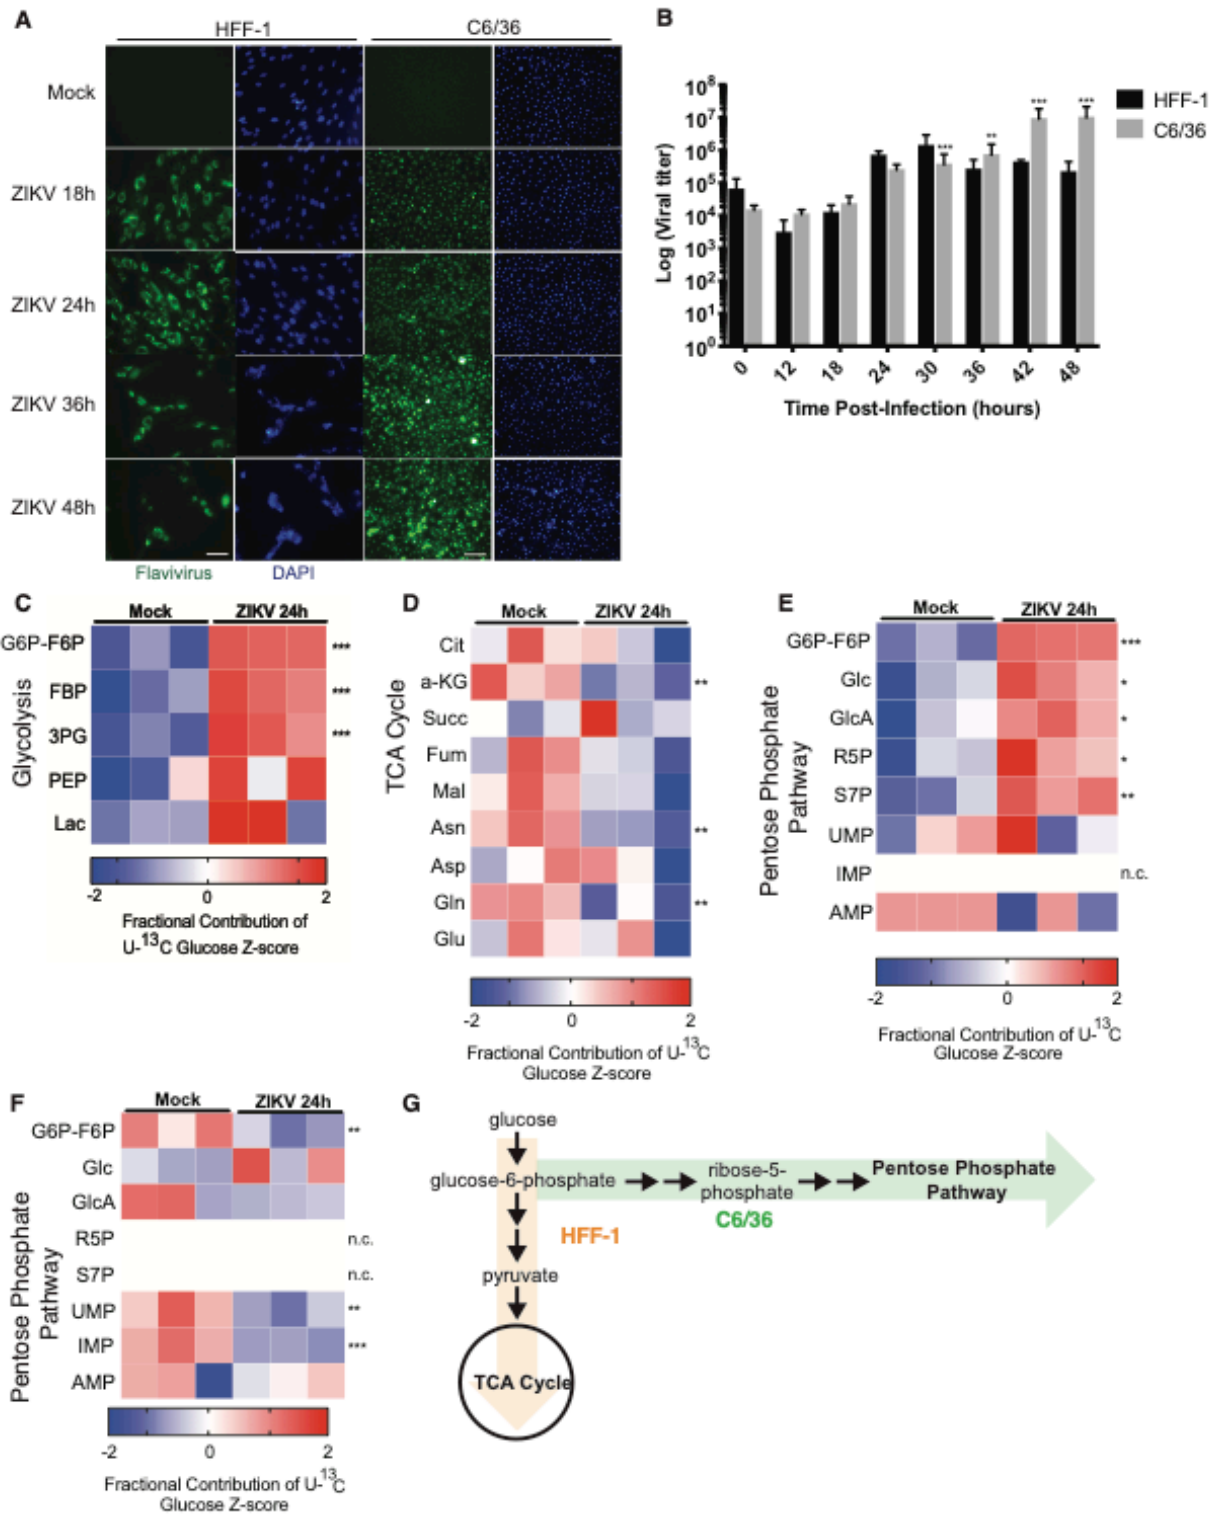 A
HFF-1
C6/36
Mock
ZIKV 18h
ZIKV 24h
ZIKV 36h
ZIKV 48h
Flavivirus
DAPI
B
10⁸
10⁷
10⁶
10⁵
10⁴
10³
10²
10¹
10⁰
Log (Viral titer)
***
**
***
***
HFF-1
C6/36
0
12
18
24
30
36
42
48
Time Post-Infection (hours)
C
Mock
ZIKV 24h
Glycolysis
G6P-F6P
***
FBP
***
3PG
***
PEP
Lac
-2
0
2
Fractional Contribution of
U-¹³C Glucose Z-score
D
Mock
ZIKV 24h
TCA Cycle
Cit
a-KG
**
Succ
Fum
Mal
Asn
**
Asp
Gln
**
Glu
-2
0
2
Fractional Contribution of U-¹³C
Glucose Z-score
E
Mock
ZIKV 24h
Pentose Phosphate
Pathway
G6P-F6P
***
Glc
*
GlcA
*
R5P
*
S7P
**
UMP
IMP
n.c.
AMP
-2
0
2
Fractional Contribution of U-¹³C
Glucose Z-score
F
Mock
ZIKV 24h
Pentose Phosphate
Pathway
G6P-F6P
**
Glc
GlcA
R5P
n.c.
S7P
n.c.
UMP
**
IMP
***
AMP
-2
0
2
Fractional Contribution of U-¹³C
Glucose Z-score
G
glucose
glucose-6-phosphate
ribose-5-
phosphate
Pentose Phosphate
Pathway
C6/36
HFF-1
pyruvate
TCA Cycle